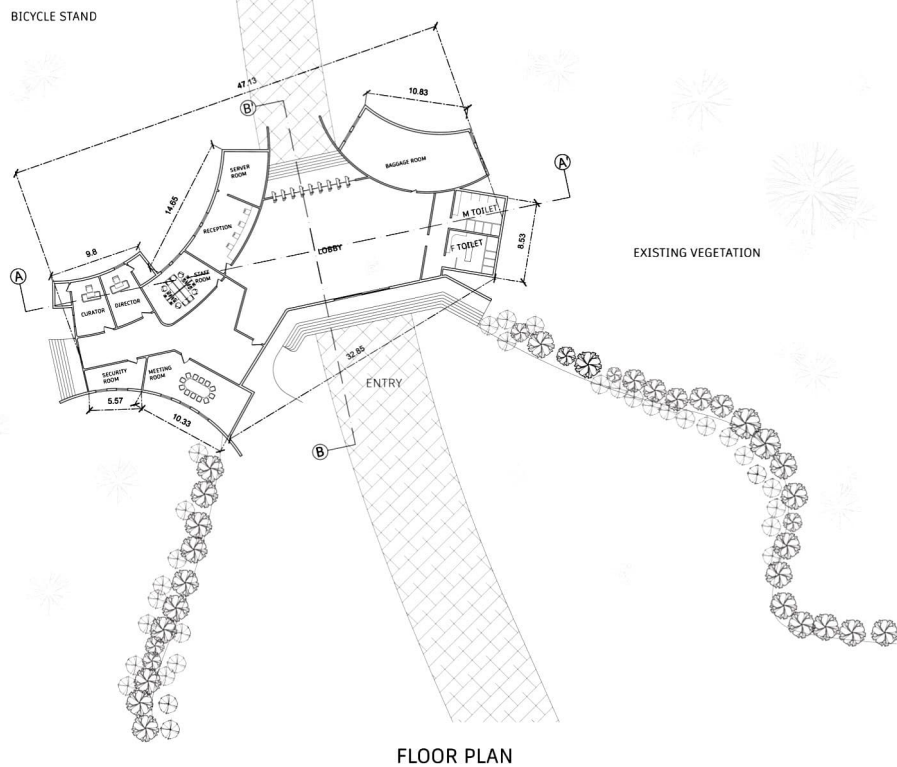 BICYCLE STAND
47.13
10.83
B'
A'
SERVER
ROOM
BAGGAGE ROOM
14.65
M TOILET
RECEPTION
8.53
F TOILET
LOBBY
9.8
EXISTING VEGETATION
A
STAFF
ROOM
CURATOR
DIRECTOR
32.85
SECURITY
ROOM
MEETING
ROOM
ENTRY
5.57
10.33
B
FLOOR PLAN